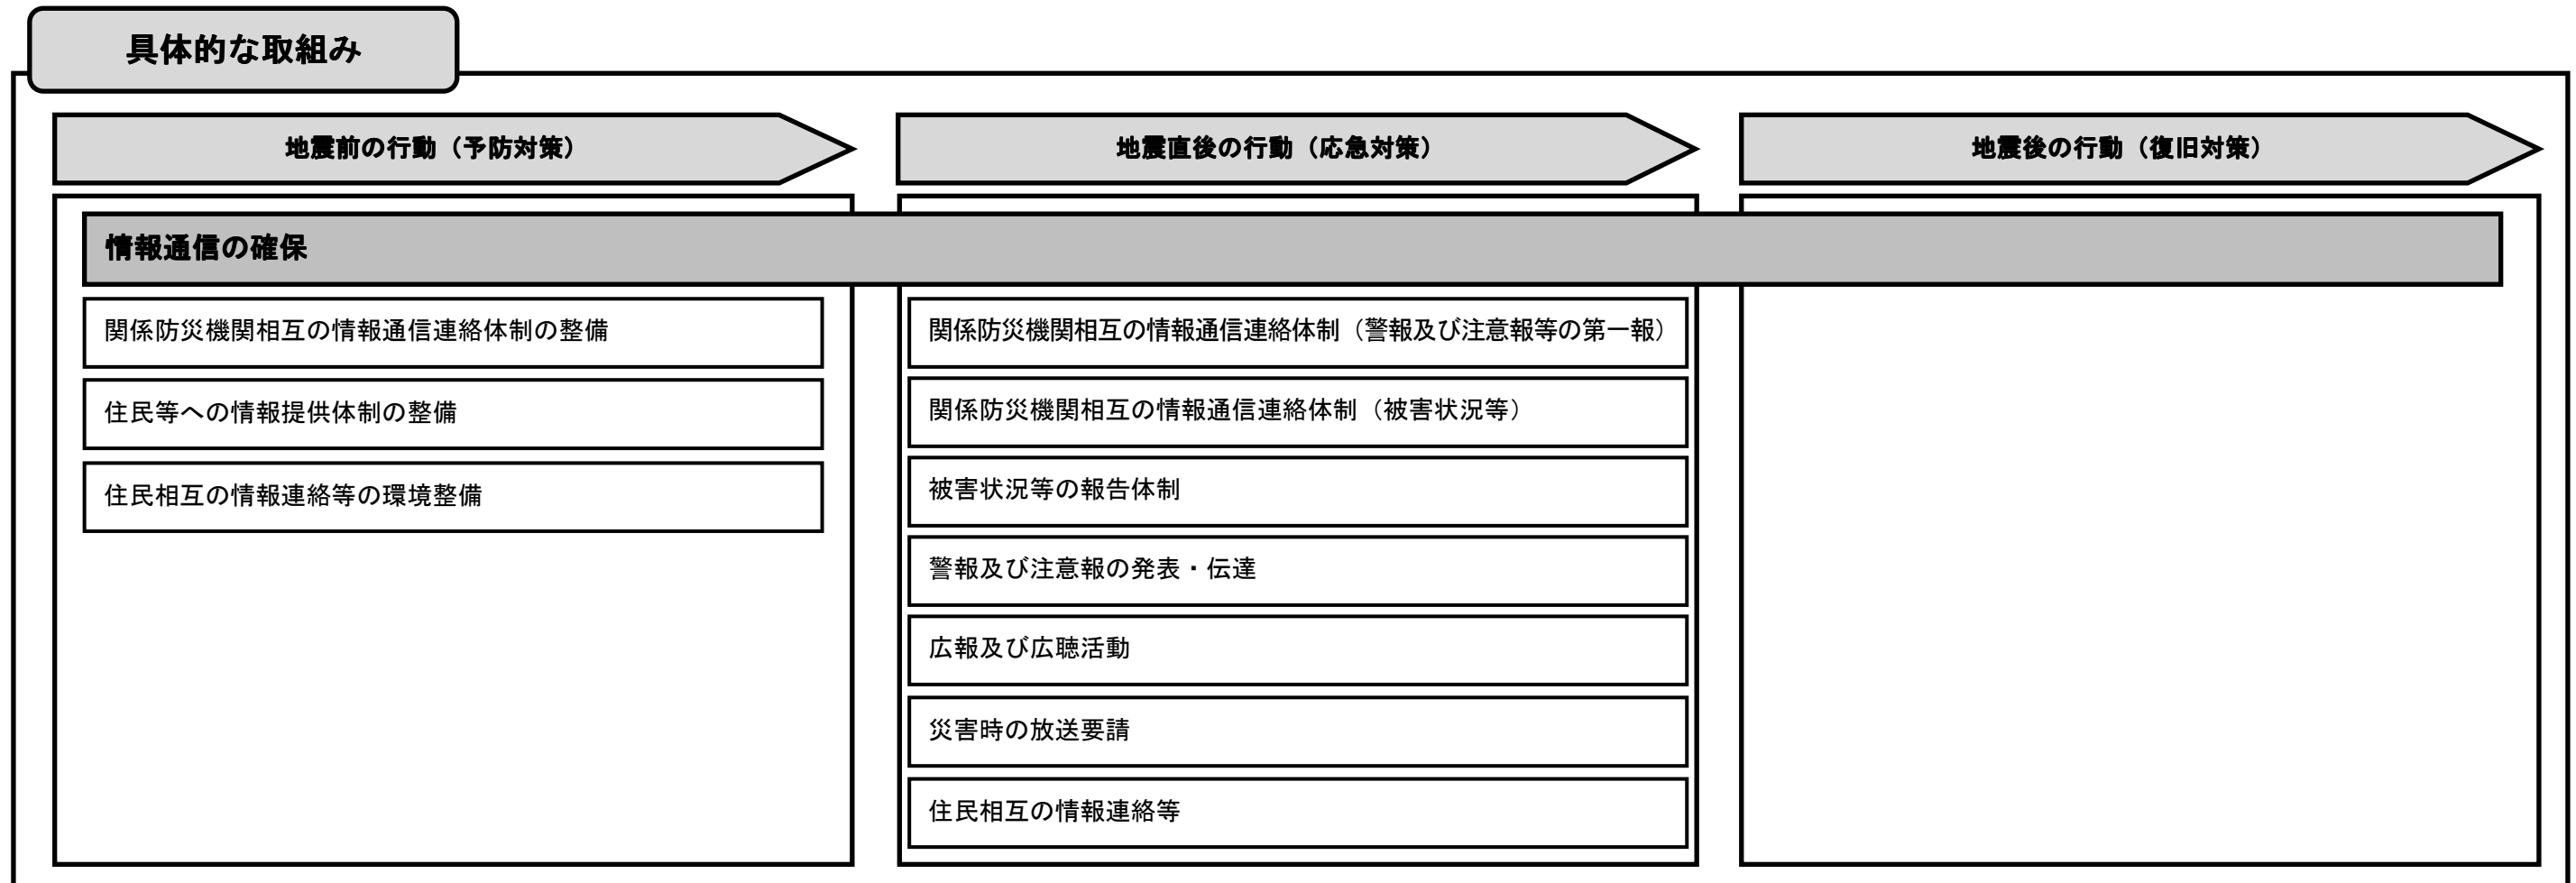 具体的な取組み
地震前の行動（予防対策）
地震直後の行動（応急対策）
地震後の行動（復旧対策）
情報通信の確保
関係防災機関相互の情報通信連絡体制の整備
住民等への情報提供体制の整備
住民相互の情報連絡等の環境整備
関係防災機関相互の情報通信連絡体制（警報及び注意報等の第一報）
関係防災機関相互の情報通信連絡体制（被害状況等）
被害状況等の報告体制
警報及び注意報の発表・伝達
広報及び広聴活動
災害時の放送要請
住民相互の情報連絡等